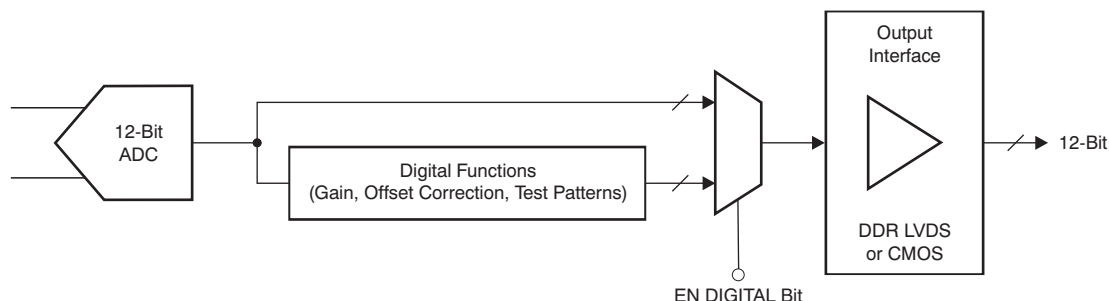 12-Bit
ADC
Digital Functions
(Gain, Offset Correction, Test Patterns)
EN DIGITAL Bit
Output
Interface
DDR LVDS
or CMOS
12-Bit